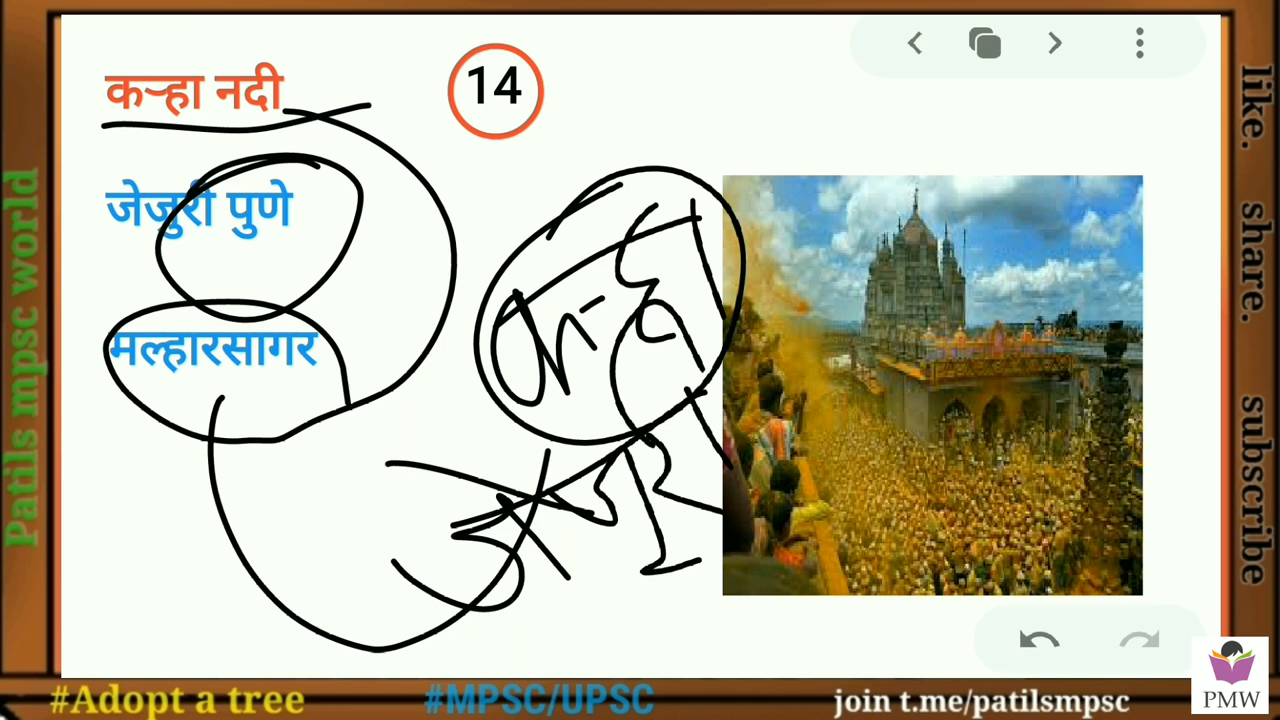 कऱ्हा नदी
14
जेजुरी पुणे
मल्हारसागर
Patils mpsc world
like. share. subscribe
#Adopt a tree
#MPSC/UPSC
join t.me/patilsmpsc
PMW